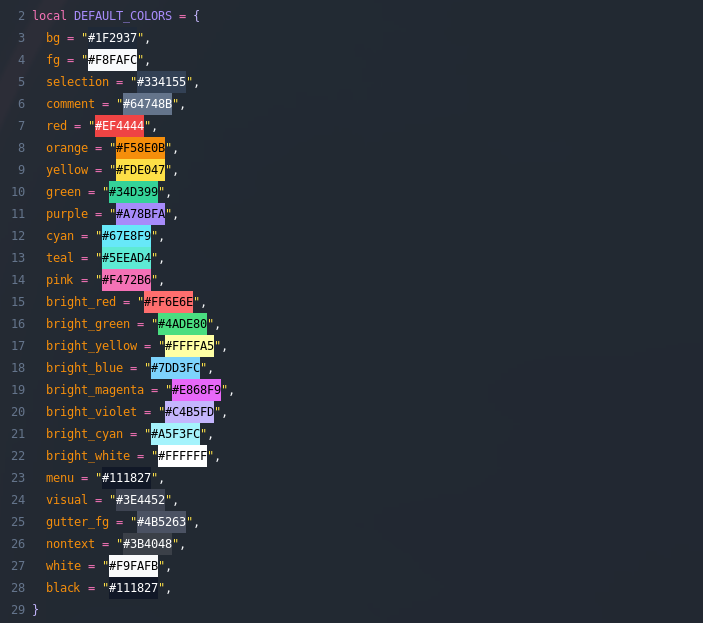 2 local DEFAULT_COLORS = {
3   bg = "#1F2937",
4   fg = "#F8FAFC",
5   selection = "#334155",
6   comment = "#64748B",
7   red = "#EF4444",
8   orange = "#F58E0B",
9   yellow = "#FDE047",
10   green = "#34D399",
11   purple = "#A78BFA",
12   cyan = "#67E8F9",
13   teal = "#5EEAD4",
14   pink = "#F472B6",
15   bright_red = "#FF6E6E",
16   bright_green = "#4ADE80",
17   bright_yellow = "#FFFFA5",
18   bright_blue = "#7DD3FC",
19   bright_magenta = "#E868F9",
20   bright_violet = "#C4B5FD",
21   bright_cyan = "#A5F3FC",
22   bright_white = "#FFFFFF",
23   menu = "#111827",
24   visual = "#3E4452",
25   gutter_fg = "#4B5263",
26   nontext = "#3B4048",
27   white = "#F9FAFB",
28   black = "#111827",
29 }